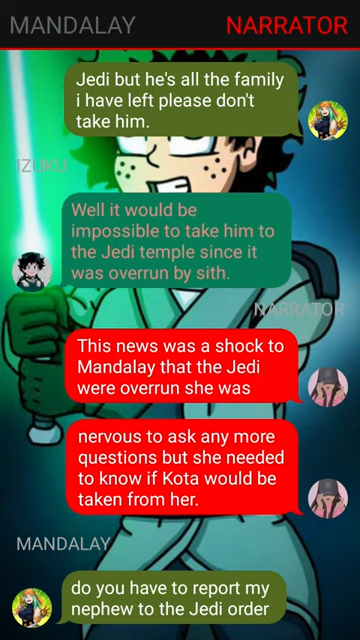 MANDALAY NARRATOR
Jedi but he's all the family
i have left please don't
take him.
IZUKU
Well it would be
impossible to take him to
the Jedi temple since it
was overrun by sith.
NARRATOR
This news was a shock to
Mandalay that the Jedi
were overrun she was
nervous to ask any more
questions but she needed
to know if Kota would be
taken from her.
MANDALAY
do you have to report my
nephew to the Jedi order